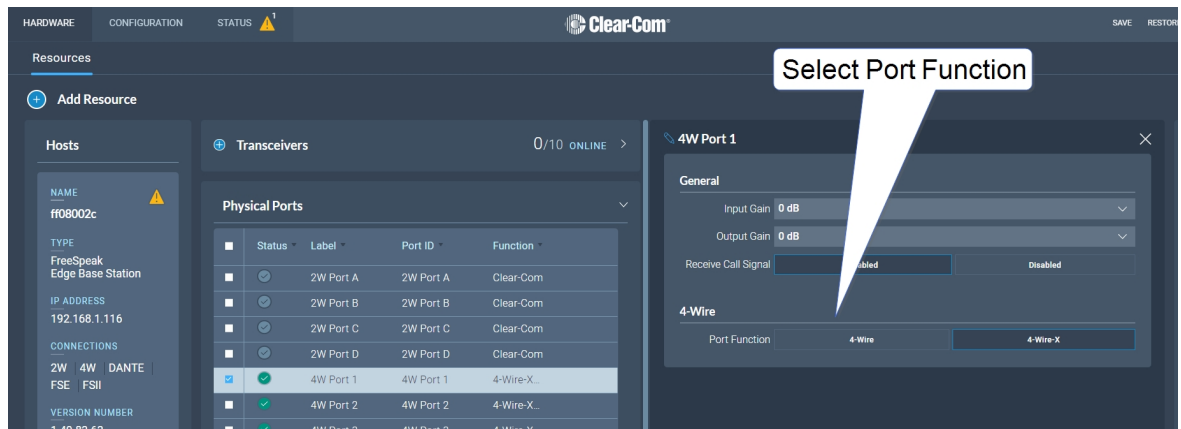 HARDWARE CONFIGURATION STATUS 1 Clear-Com SAVE RESTORE
Resources
Select Port Function
Add Resource
Hosts
NAME
ff08002c
TYPE
FreeSpeak
Edge Base Station
IP ADDRESS
192.168.1.116
CONNECTIONS
2W 4W DANTE
FSE FSII
VERSION NUMBER
Transceivers 0/10 ONLINE
Physical Ports
Status Label Port ID Function
2W Port A 2W Port A Clear-Com
2W Port B 2W Port B Clear-Com
2W Port C 2W Port C Clear-Com
2W Port D 2W Port D Clear-Com
4W Port 1 4W Port 1 4-Wire-X...
4W Port 2 4W Port 2 4-Wire-X...
4W Port 1
General
Input Gain 0 dB
Output Gain 0 dB
Receive Call Signal abled Disabled
4-Wire
Port Function 4-Wire 4-Wire-X